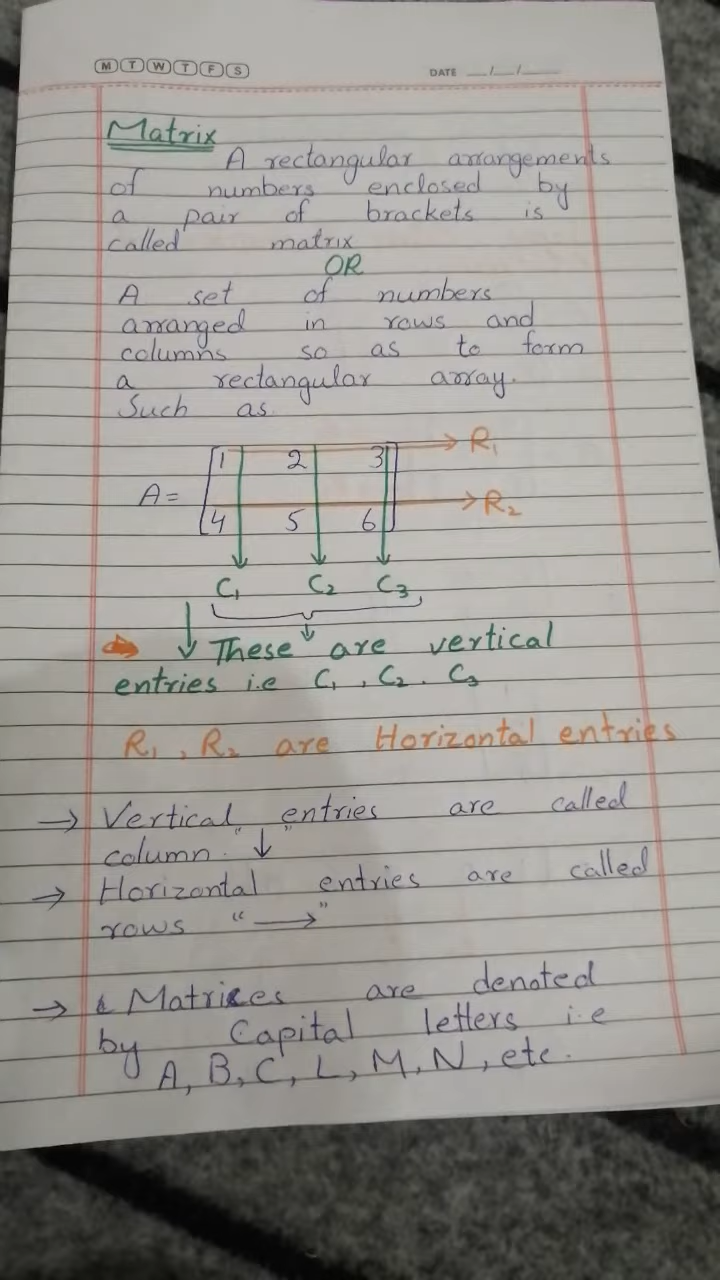 M T W T F S
DATE __/__/__
Matrix
A rectangular arrangements
of numbers enclosed by
a pair of brackets is
called matrix
OR
A set of numbers
arranged in rows and
columns so as to form
a rectangular array.
Such as
1 2 3 → R₁
A =
4 5 6 → R₂
C₁ C₂ C₃
↓ These are vertical
entries i.e C₁, C₂. C₃
R₁, R₂ are Horizontal entries
→ Vertical entries are called
column. "↓"
→ Horizontal entries are called
rows "→"
→ Matrices are denoted
by Capital letters i.e
A, B, C, L, M, N, etc.